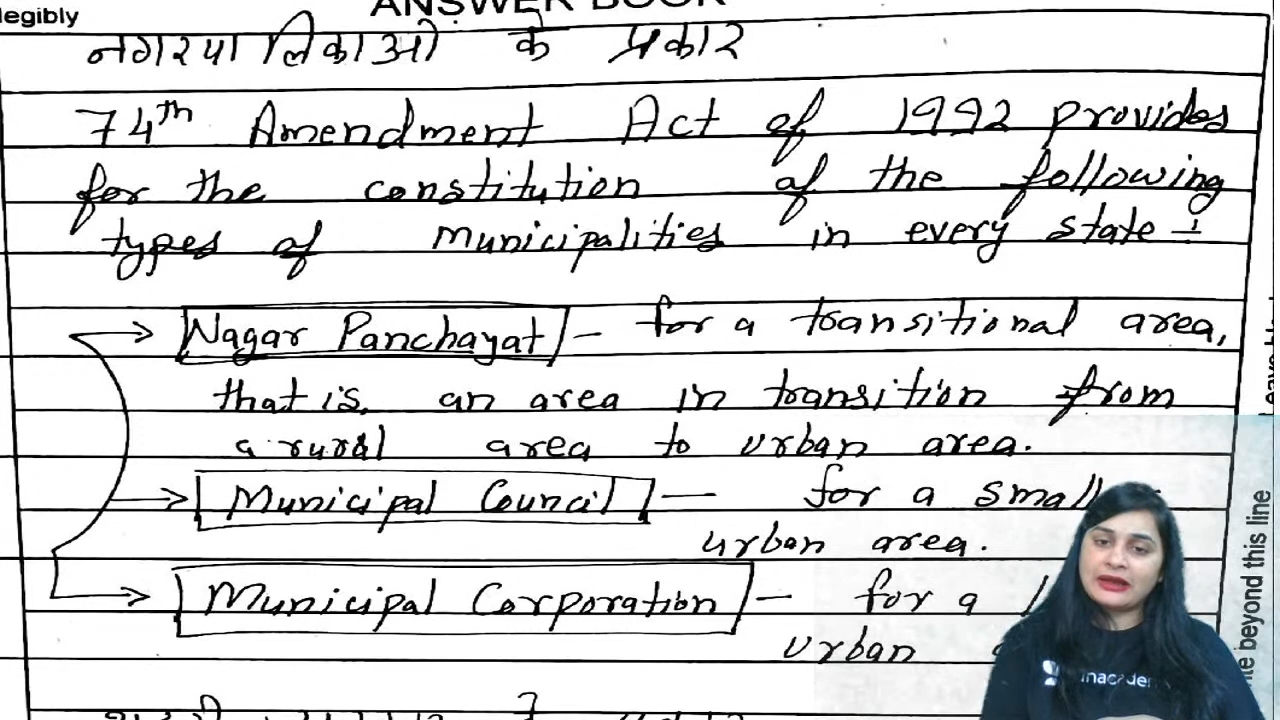 legibly
ANSWER BOOK
नगरपालिकाओं के प्रकार
74th Amendment Act of 1992 provides
for the constitution of the following
types of municipalities in every state -
Nagar Panchayat - for a transitional area,
that is, an area in transition from
a rural area to urban area.
Municipal Council - for a small
urban area.
Municipal Corporation - for a
urban
beyond this line